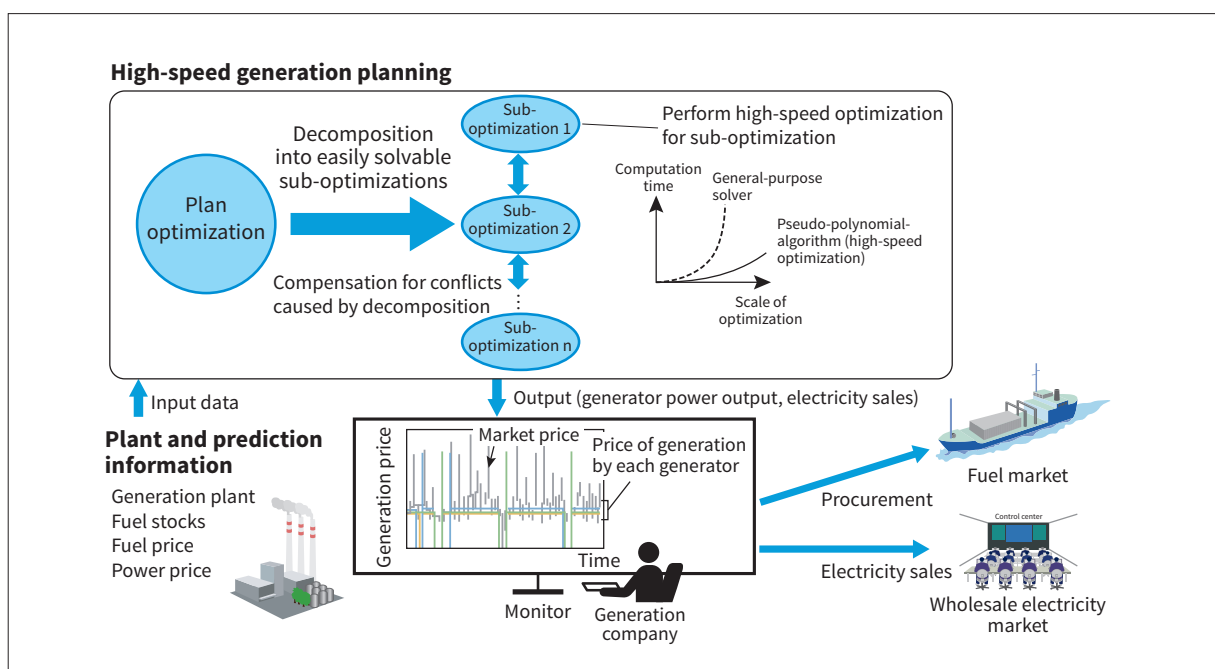 High-speed generation planning
Plan
optimization
Decomposition
into easily solvable
sub-optimizations
Compensation for conflicts
caused by decomposition
Sub-
optimization 1
Sub-
optimization 2
Sub-
optimization n
Perform high-speed optimization
for sub-optimization
Computation
time
General-purpose
solver
Pseudo-polynomial-
algorithm (high-speed
optimization)
Scale of
optimization
Input data
Output (generator power output, electricity sales)
Plant and prediction
information
Generation plant
Fuel stocks
Fuel price
Power price
Generation price
Market price
Price of generation
by each generator
Time
Monitor
Generation
company
Procurement
Fuel market
Electricity sales
Control center
Wholesale electricity
market